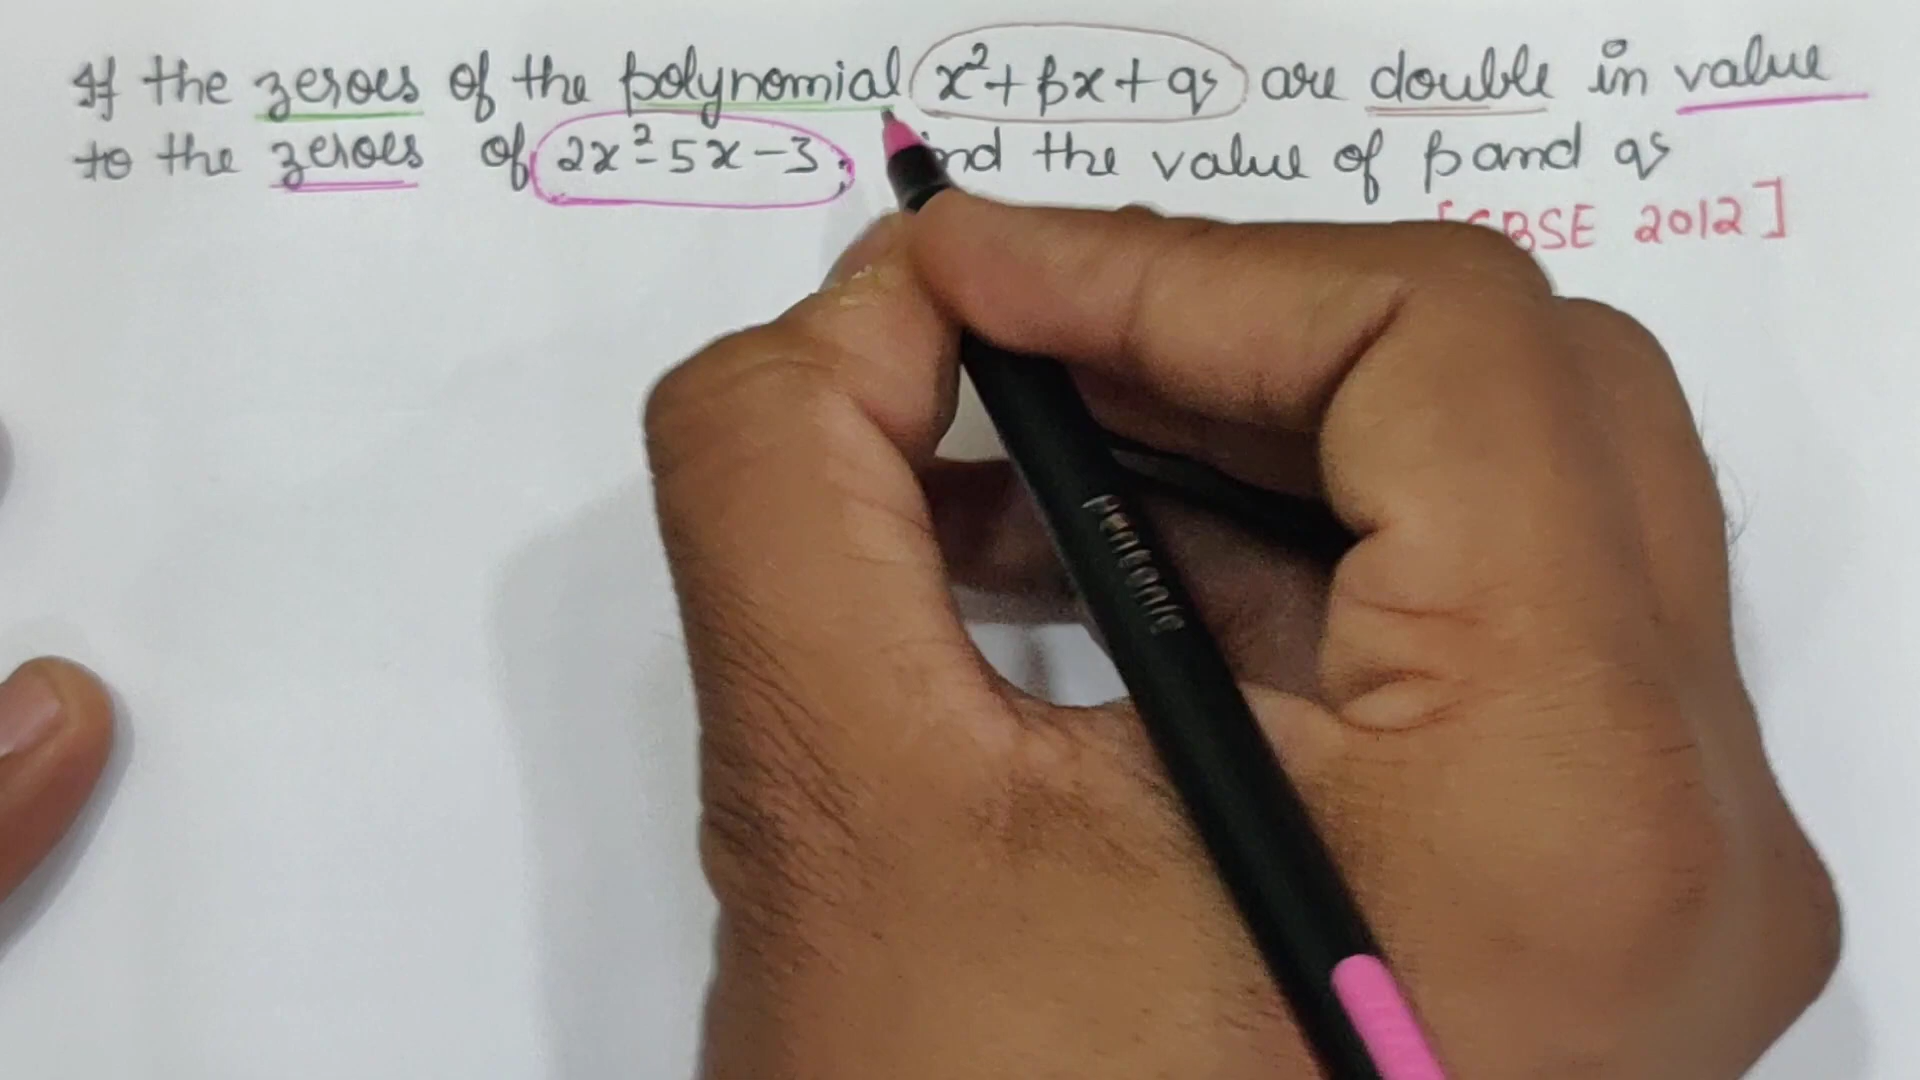 If the zeroes of the polynomial x²+px+q are double in value
to the zeroes of 2x²-5x-3; the value of p and q
BSE 2012]
Pentonic